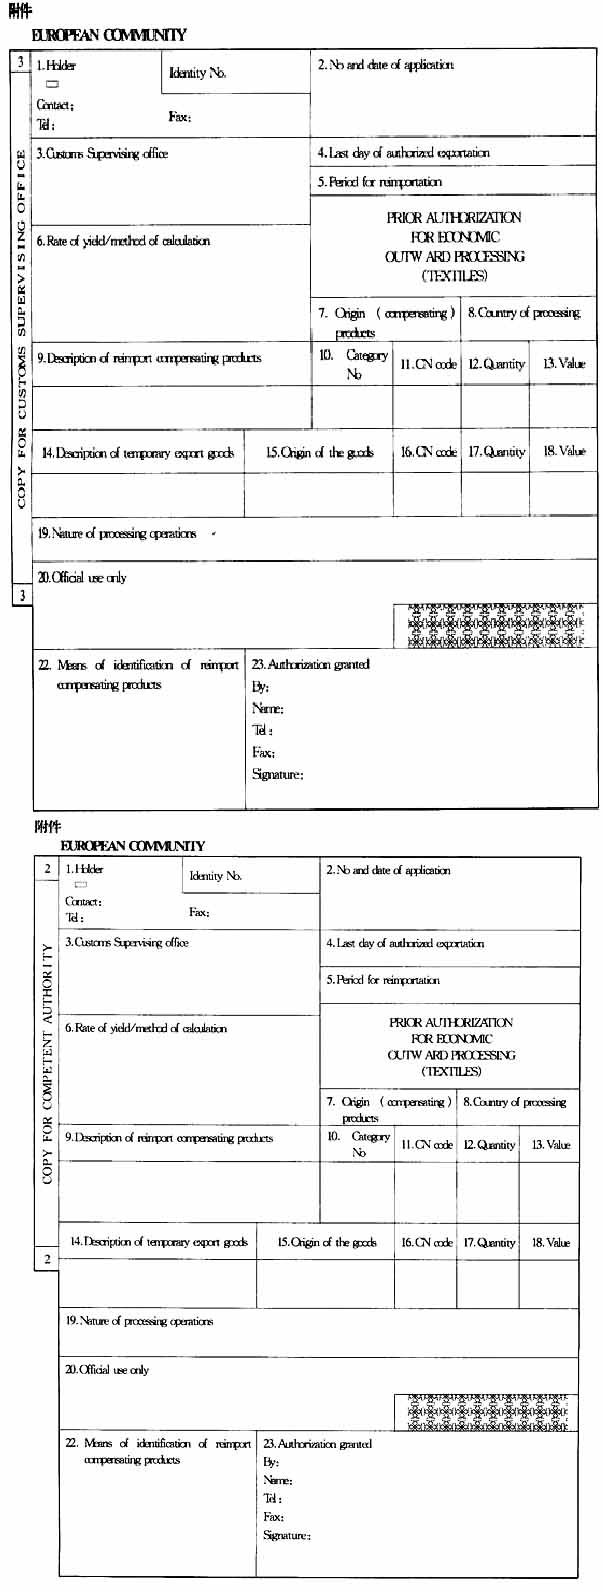 附件
EUROPEAN COMMUNITY
3
1. Holder
Identity No.
2. No and date of application
Contact:
Tel:
Fax:
3. Customs Supervising office
4. Last day of authorized exportation
5. Period for reimportation
PRIOR AUTHORIZATION
FOR ECONOMIC
OUTW ARD PROCESSING
(TEXTILES)
6. Rate of yield/method of calculation
7. Origin (compensating)
products
8. Country of processing
9. Description of reimport compensating products
10. Category
No
11. CN code
12. Quantity
13. Value
14. Description of temporary export goods
15. Origin of the goods
16. CN code
17. Quantity
18. Value
19. Nature of processing operations
20. Official use only
COPY FOR CUSTOMS SUPERVISING OFFICE
3
22. Means of identification of reimport
compensating products
23. Authorization granted
By:
Name:
Tel:
Fax:
Signature:
附件
EUROPEAN COMMUNITY
2
1. Holder
Identity No.
2. No and date of application
Contact:
Tel:
Fax:
3. Customs Supervising office
4. Last day of authorized exportation
5. Period for reimportation
PRIOR AUTHORIZATION
FOR ECONOMIC
OUTW ARD PROCESSING
(TEXTILES)
6. Rate of yield/method of calculation
7. Origin (compensating)
products
8. Country of processing
9. Description of reimport compensating products
10. Category
No
11. CN code
12. Quantity
13. Value
COPY FOR COMPETENT AUTHORITY
14. Description of temporary export goods
15. Origin of the goods
16. CN code
17. Quantity
18. Value
2
19. Nature of processing operations
20. Official use only
22. Means of identification of reimport
compensating products
23. Authorization granted
By:
Name:
Tel:
Fax:
Signature: